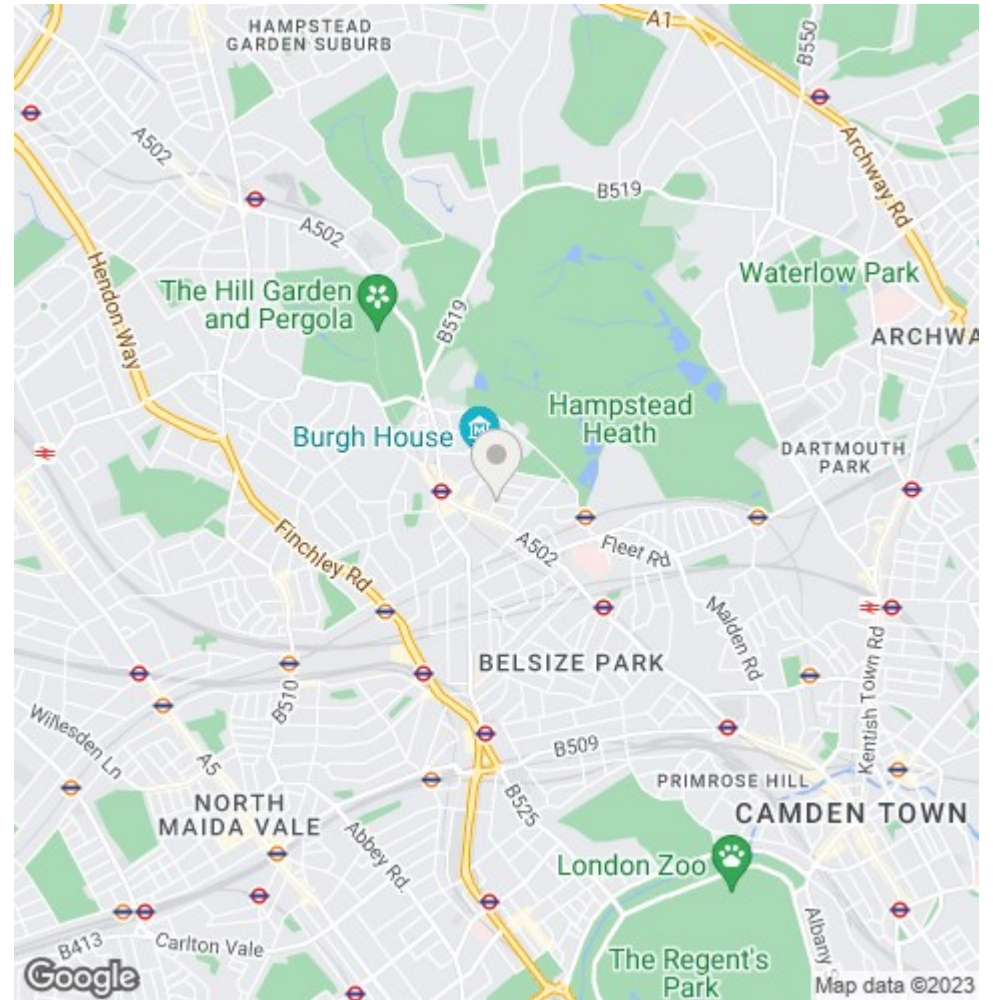 HAMPSTEAD
GARDEN SUBURB
A1
B550
A502
Archway Rd
B519
A502
Hendon Way
The Hill Garden
and Pergola
B519
Waterlow Park
ARCHWA
Hampstead
Heath
Burgh House
M
DARTMOUTH
PARK
Finchley Rd
A502
Fleet Rd
Malden Rd
BELSIZE PARK
Kentish Town Rd
B510
Willesden Ln
A5
B509
PRIMROSE HILL
NORTH
MAIDA VALE
B525
CAMDEN TOWN
Abbey Rd.
London Zoo
Albany
B413
Carlton Vale
The Regent's
Park
Google
Map data ©2023